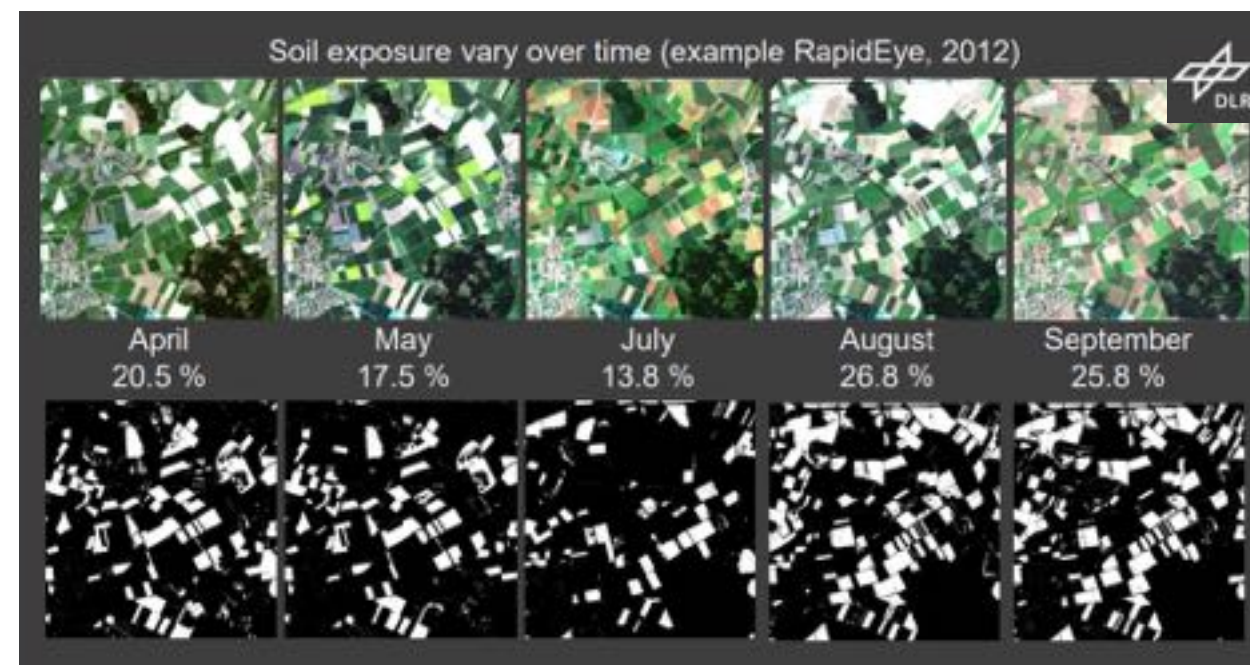 Soil exposure vary over time (example RapidEye, 2012)
DLR
April May July August September
20.5 % 17.5 % 13.8 % 26.8 % 25.8 %